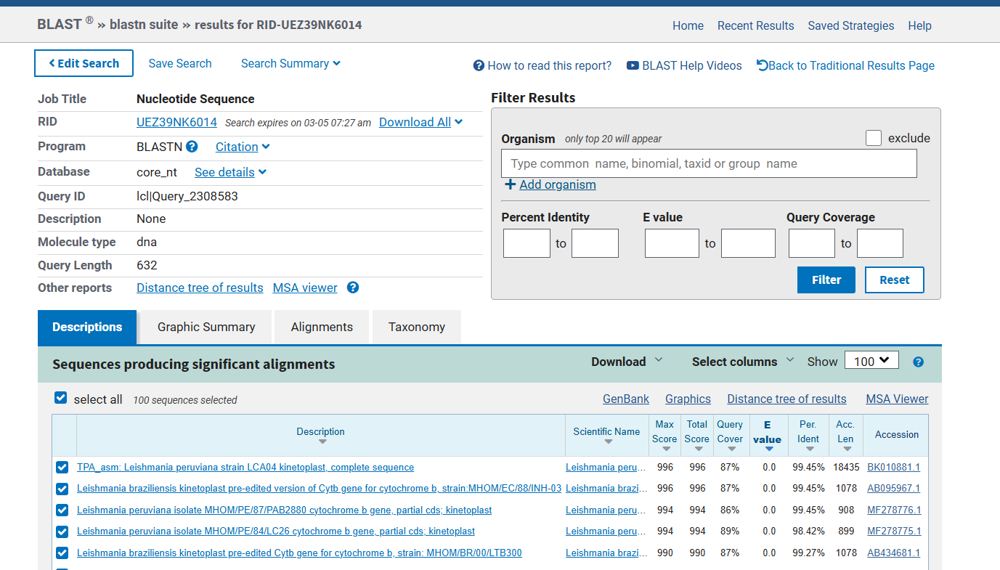 BLAST ® » blastn suite » results for RID-UEZ39NK6014
Home Recent Results Saved Strategies Help
Edit Search Save Search Search Summary
How to read this report? BLAST Help Videos Back to Traditional Results Page
Job Title Nucleotide Sequence
RID UEZ39NK6014 Search expires on 03-05 07:27 am Download All
Program BLASTN Citation
Database core_nt See details
Query ID lcl|Query_2308583
Description None
Molecule type dna
Query Length 632
Other reports Distance tree of results MSA viewer
Filter Results
Organism only top 20 will appear exclude
Type common name, binomial, taxid or group name
Add organism
Percent Identity E value Query Coverage
to to to
Filter Reset
Descriptions Graphic Summary Alignments Taxonomy
Sequences producing significant alignments Download Select columns Show 100
select all 100 sequences selected GenBank Graphics Distance tree of results MSA Viewer
Description Scientific Name Max Score Total Score Query Cover E value Per. Ident Acc. Len Accession
TPA_asm: Leishmania peruviana strain LCA04 kinetoplast, complete sequence Leishmania peru... 996 996 87% 0.0 99.45% 18435 BK010881.1
Leishmania braziliensis kinetoplast pre-edited version of Cytb gene for cytochrome b, strain:MHOM/EC/88/INH-03 Leishmania brazi... 996 996 87% 0.0 99.45% 1078 AB095967.1
Leishmania peruviana isolate MHOM/PE/87/PAB2880 cytochrome b gene, partial cds; kinetoplast Leishmania peru... 994 994 86% 0.0 99.45% 908 MF278776.1
Leishmania peruviana isolate MHOM/PE/84/LC26 cytochrome b gene, partial cds; kinetoplast Leishmania peru... 994 994 89% 0.0 98.42% 899 MF278775.1
Leishmania braziliensis kinetoplast pre-edited Cytb gene for cytochrome b, strain: MHOM/BR/00/LTB300 Leishmania brazi... 990 990 87% 0.0 99.27% 1078 AB434681.1